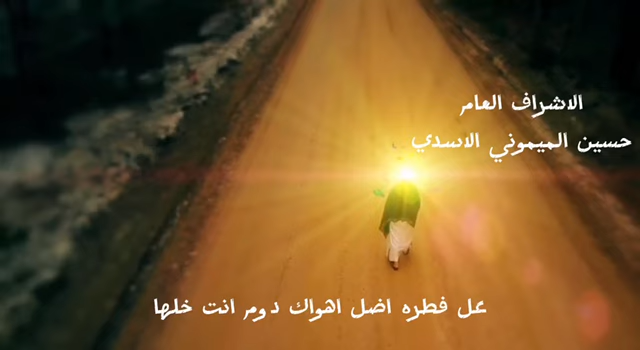 الاشراف العام
حسين الميموني الاسدي
عل فطره اضل اهواك دوم انت خلها